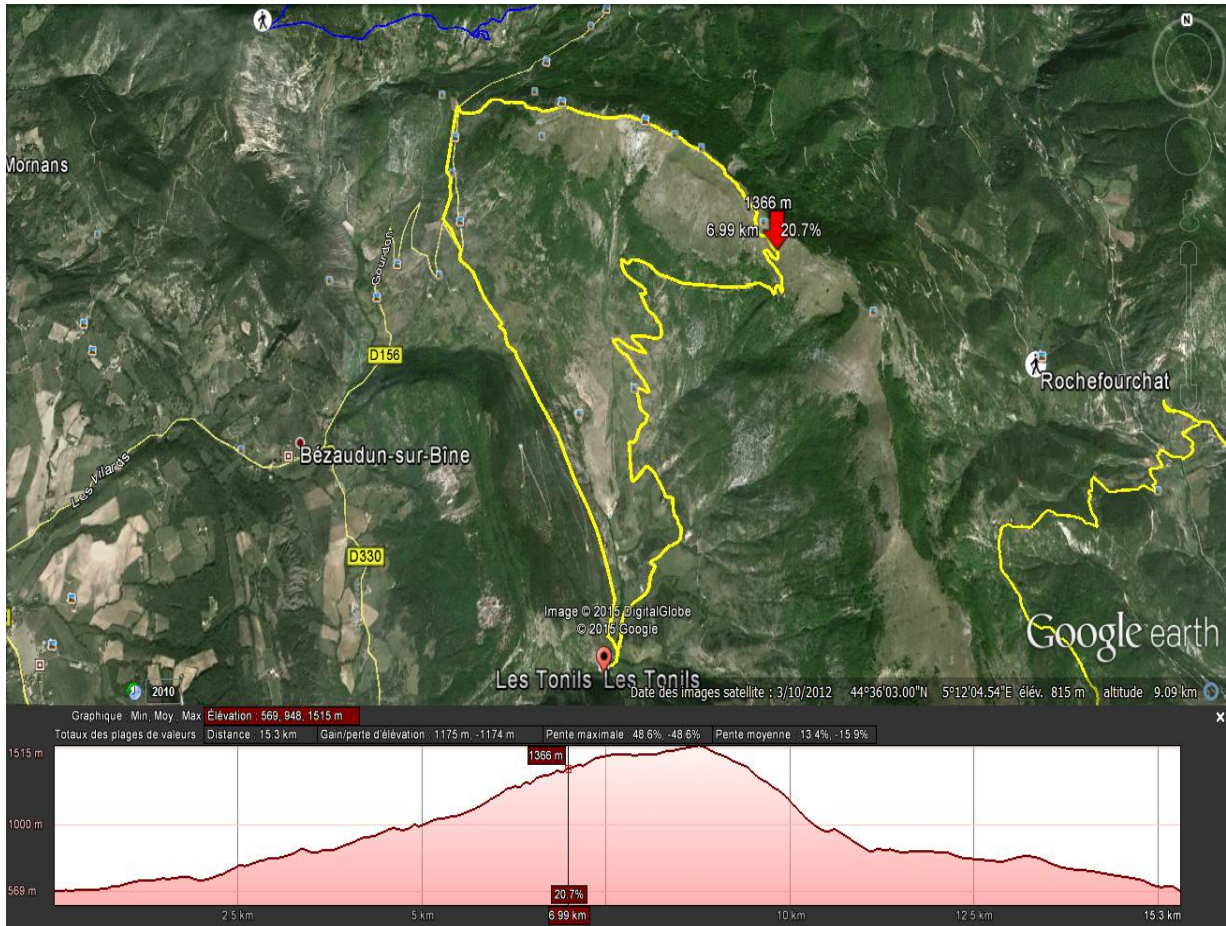 N
Mornans
1366 m
6.99 km 20.7%
Gourdon
D156
Rochefourchat
Bézaudun-sur-Bîne
Les Vilards
D330
Image © 2015 DigitalGlobe
© 2015 Google
Google earth
Les Tonils Les Tonils
2010
Date des images satellite : 3/10/2012 44°36'03.00"N 5°12'04.54"E élév. 815 m altitude 9.09 km
Graphique : Min, Moy , Max Élévation : 569, 948, 1515 m
x
Totaux des plages de valeurs : Distance : 15.3 km Gain/perte d'élévation : 1175 m, -1174 m Pente maximale : 48.6%, -48.6% Pente moyenne : 13.4%, -15.9%
1515 m
1366 m
1000 m
569 m
20.7%
2.5 km 5 km 6.99 km 10 km 12.5 km 15.3 km